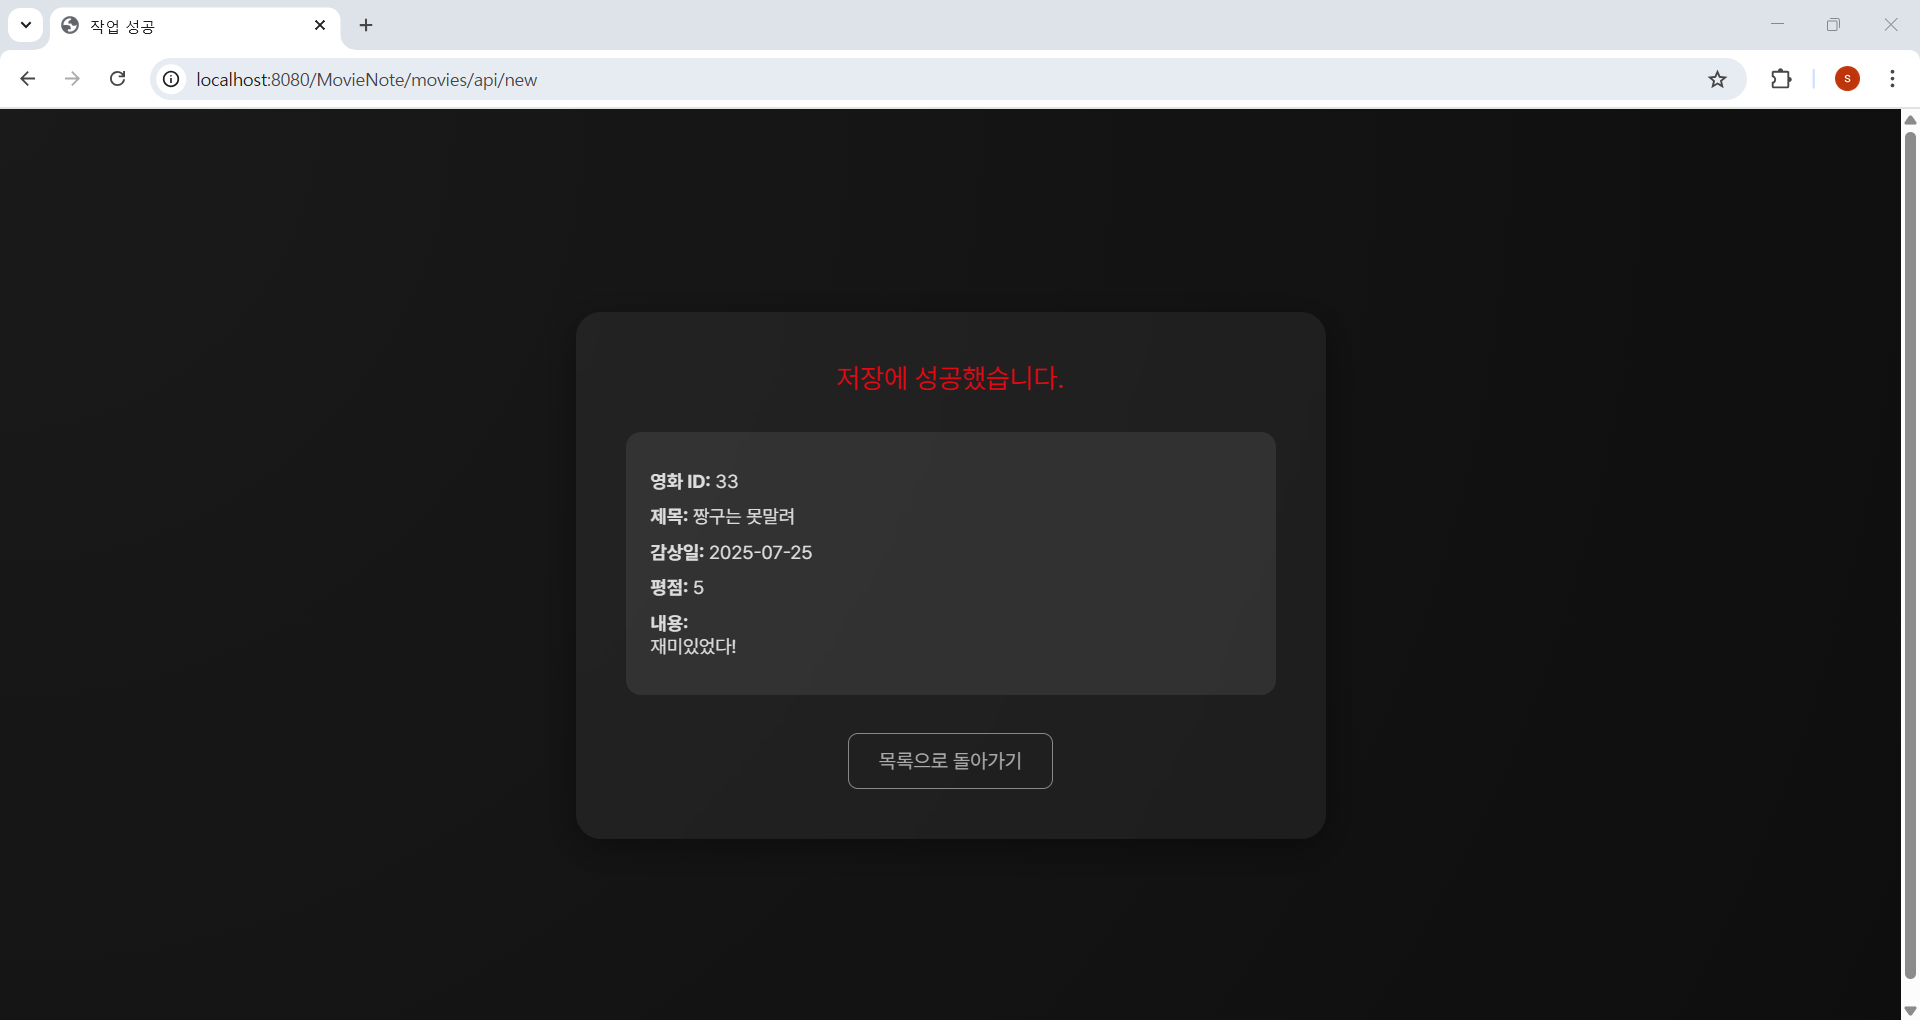 작업 성공
localhost:8080/MovieNote/movies/api/new
S
저장에 성공했습니다.
영화 ID: 33
제목: 짱구는 못말려
감상일: 2025-07-25
평점: 5
내용:
재미있었다!
목록으로 돌아가기